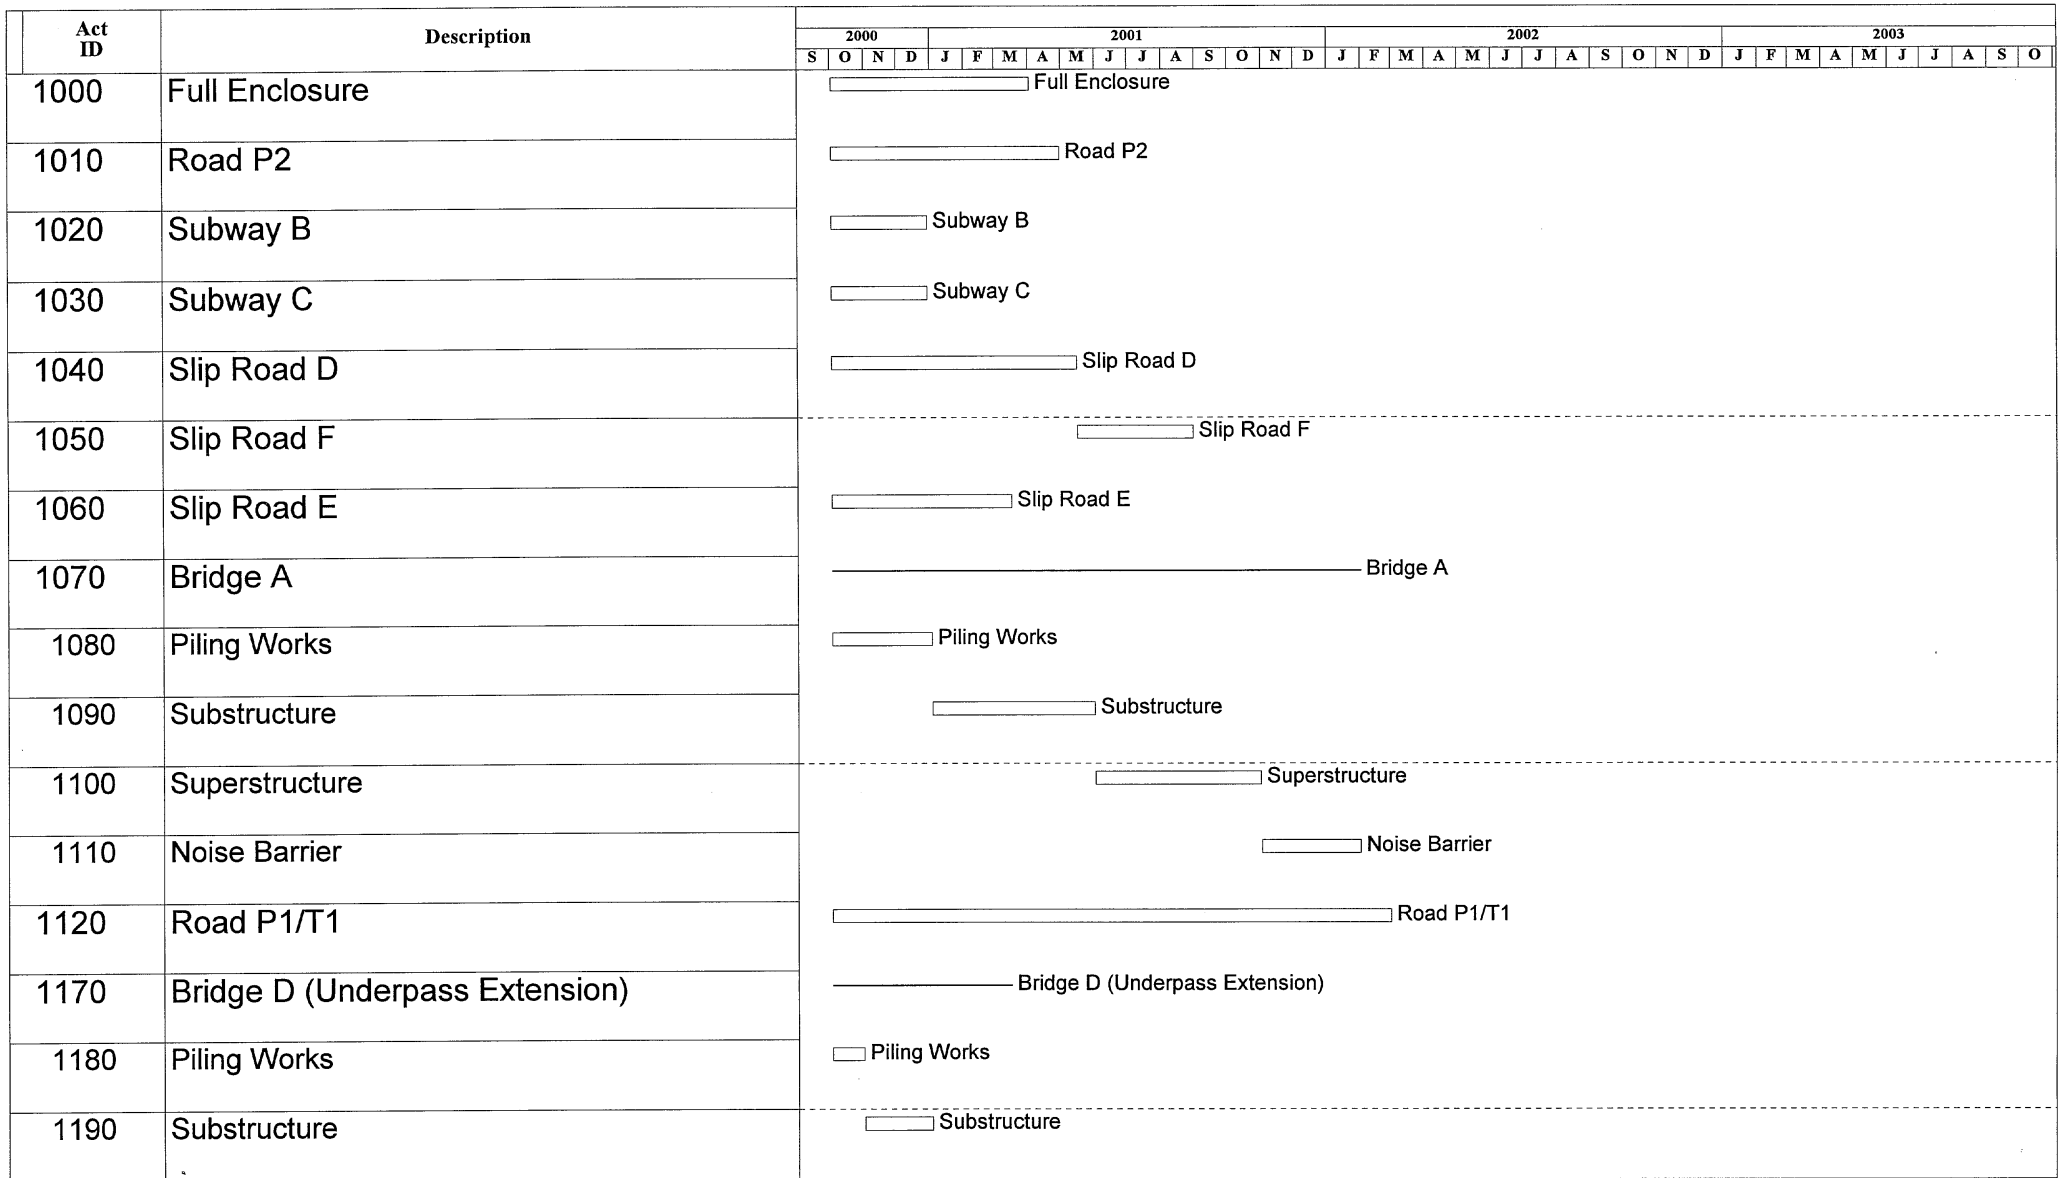 Act ID Description
2000 2001 2002 2003
S O N D J F M A M J J A S O N D J F M A M J J A S O N D J F M A M J J A S O
1000 Full Enclosure Full Enclosure
1010 Road P2 Road P2
1020 Subway B Subway B
1030 Subway C Subway C
1040 Slip Road D Slip Road D
1050 Slip Road F Slip Road F
1060 Slip Road E Slip Road E
1070 Bridge A Bridge A
1080 Piling Works Piling Works
1090 Substructure Substructure
1100 Superstructure Superstructure
1110 Noise Barrier Noise Barrier
1120 Road P1/T1 Road P1/T1
1170 Bridge D (Underpass Extension) Bridge D (Underpass Extension)
1180 Piling Works Piling Works
1190 Substructure Substructure